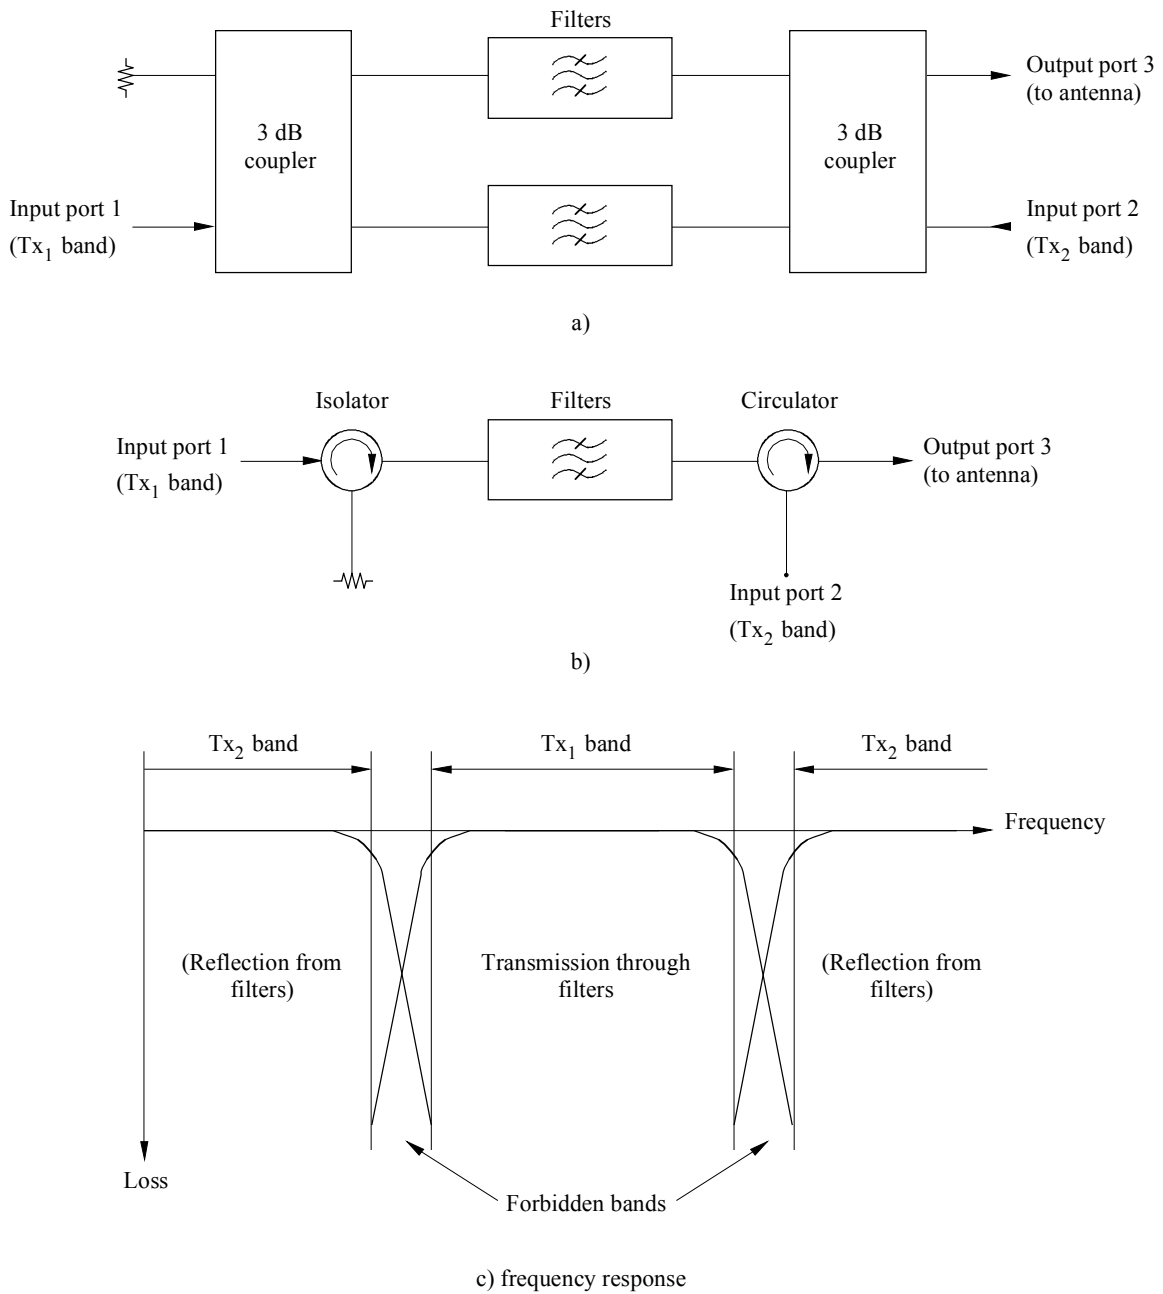 Filters
Output port 3
(to antenna)
3 dB
coupler
3 dB
coupler
Input port 1
(Tx1 band)
Input port 2
(Tx2 band)
a)
Isolator
Filters
Circulator
Input port 1
(Tx1 band)
Output port 3
(to antenna)
Input port 2
(Tx2 band)
b)
Tx2 band
Tx1 band
Tx2 band
Frequency
(Reflection from
filters)
Transmission through
filters
(Reflection from
filters)
Loss
Forbidden bands
c) frequency response